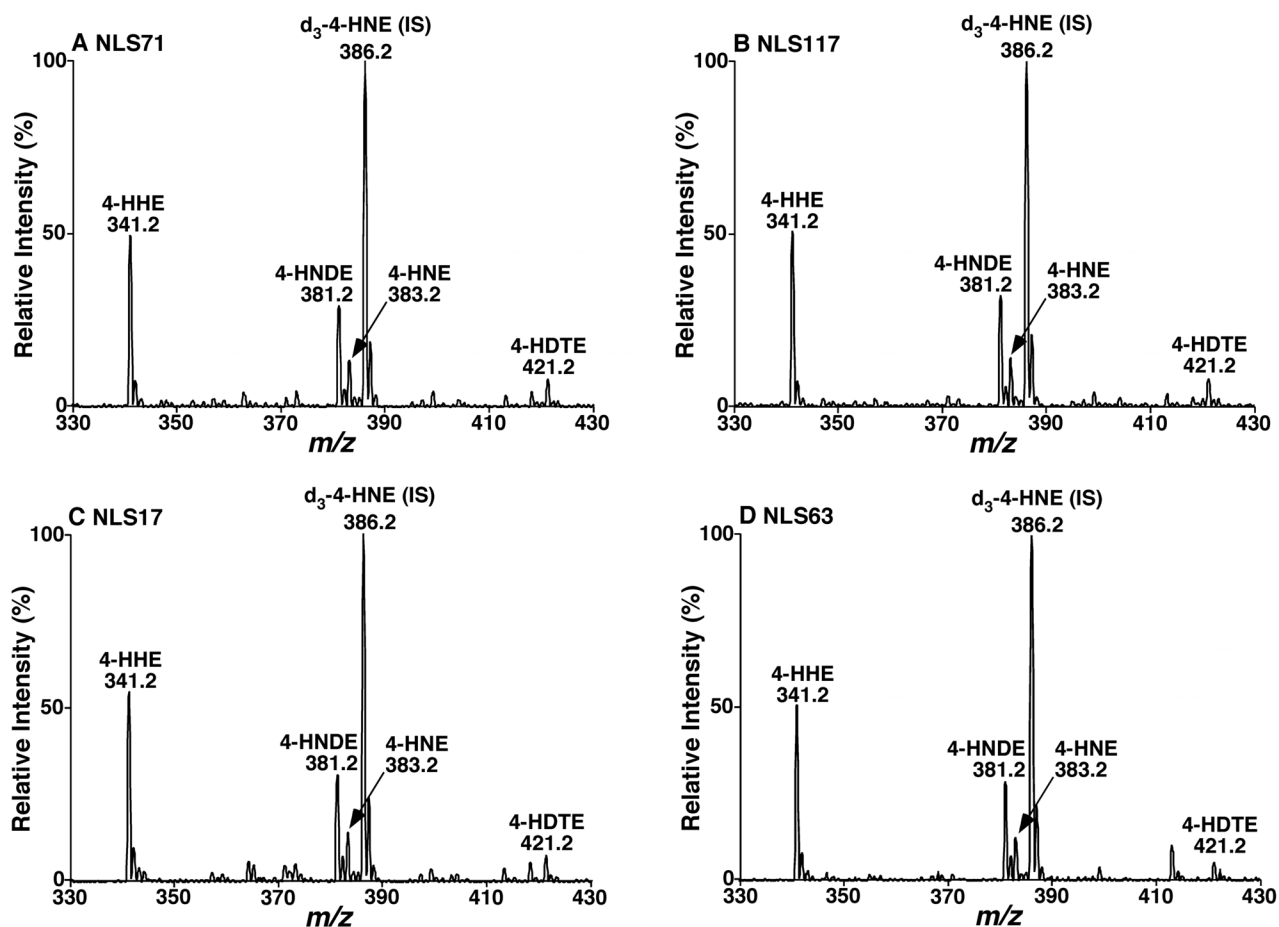 A NLS71
d3-4-HNE (IS)
386.2
100
4-HHE
341.2
50
4-HNDE
381.2
4-HNE
383.2
4-HDTE
421.2
0
330 350 370 390 410 430
m/z
Relative Intensity (%)
B NLS117
d3-4-HNE (IS)
386.2
100
4-HHE
341.2
50
4-HNDE
381.2
4-HNE
383.2
4-HDTE
421.2
0
330 350 370 390 410 430
m/z
Relative Intensity (%)
C NLS17
d3-4-HNE (IS)
386.2
100
4-HHE
341.2
50
4-HNDE
381.2
4-HNE
383.2
4-HDTE
421.2
0
330 350 370 390 410 430
m/z
Relative Intensity (%)
D NLS63
d3-4-HNE (IS)
386.2
100
4-HHE
341.2
50
4-HNDE
381.2
4-HNE
383.2
4-HDTE
421.2
0
330 350 370 390 410 430
m/z
Relative Intensity (%)